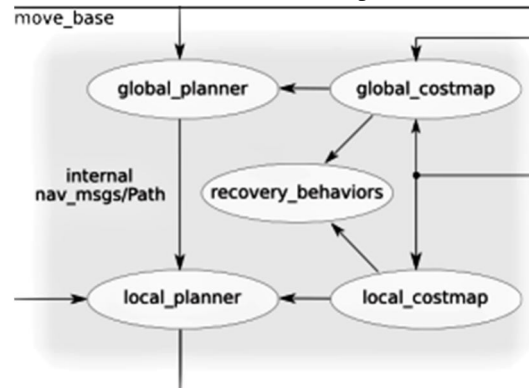 move_base
global_planner
global_costmap
internal
nav_msgs/Path
recovery_behaviors
local_planner
local_costmap